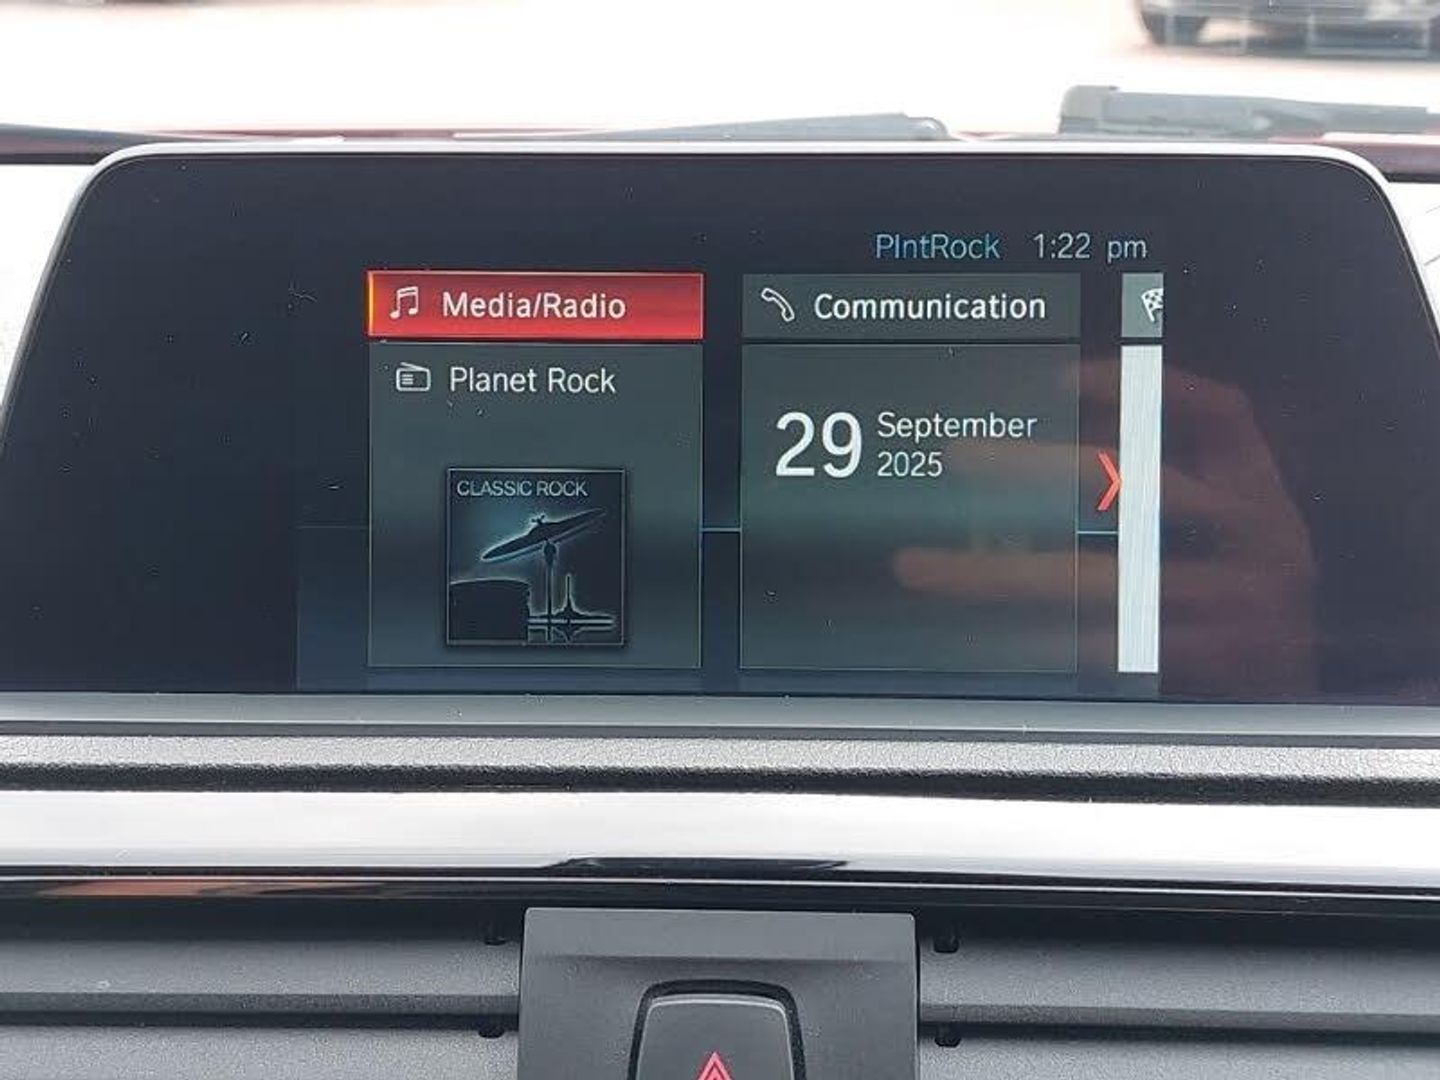 PlntRock 1:22 pm
Media/Radio
Planet Rock
CLASSIC ROCK
Communication
29 September
2025